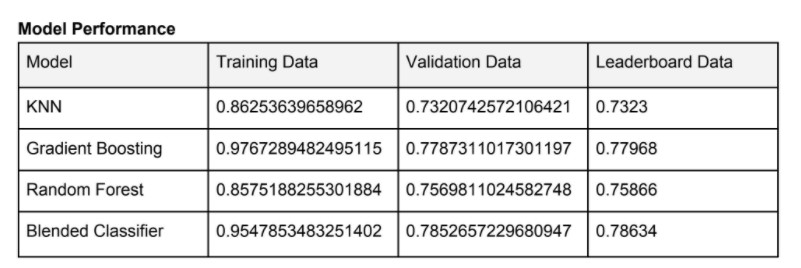 Model Performance
Model Training Data Validation Data Leaderboard Data
KNN 0.86253639658962 0.7320742572106421 0.7323
Gradient Boosting 0.9767289482495115 0.7787311017301197 0.77968
Random Forest 0.8575188255301884 0.7569811024582748 0.75866
Blended Classifier 0.9547853483251402 0.7852657229680947 0.78634